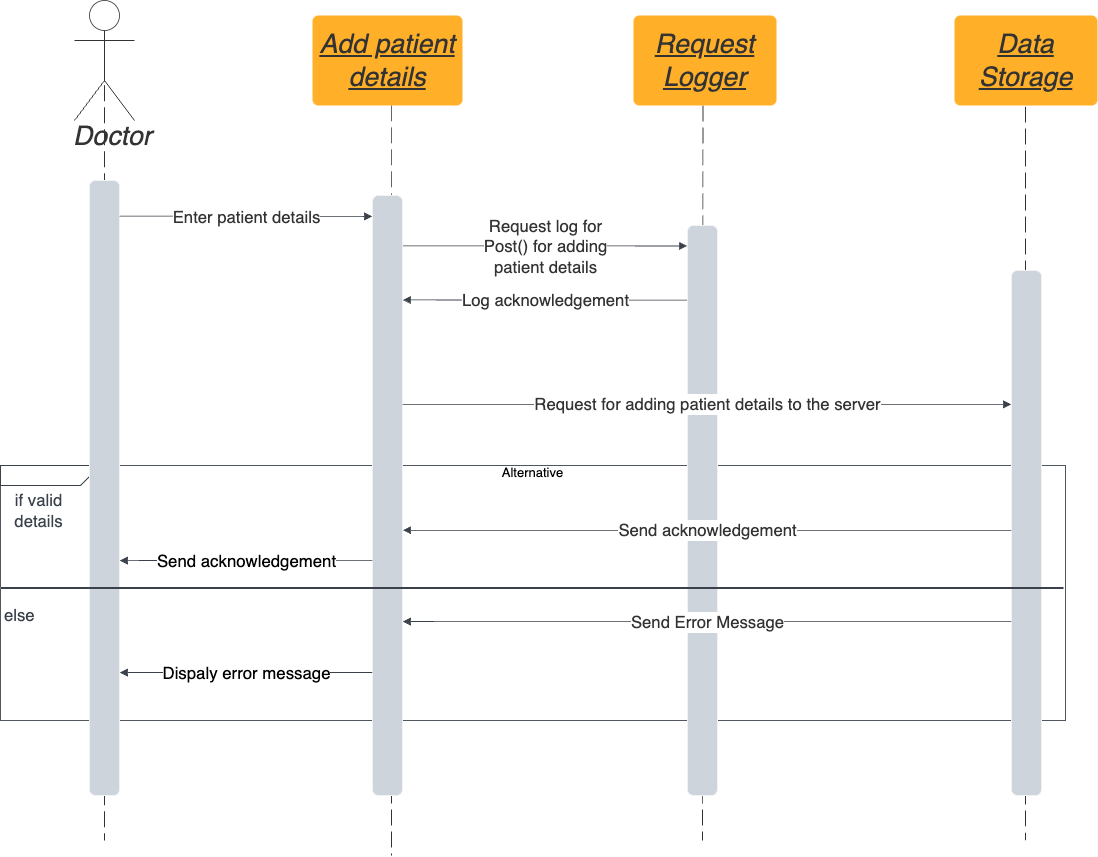 Add patient
details
Request
Logger
Data
Storage
Doctor
Enter patient details
Request log for
Post() for adding
patient details
Log acknowledgement
Request for adding patient details to the server
Alternative
if valid
details
Send acknowledgement
Send acknowledgement
else
Send Error Message
Dispaly error message